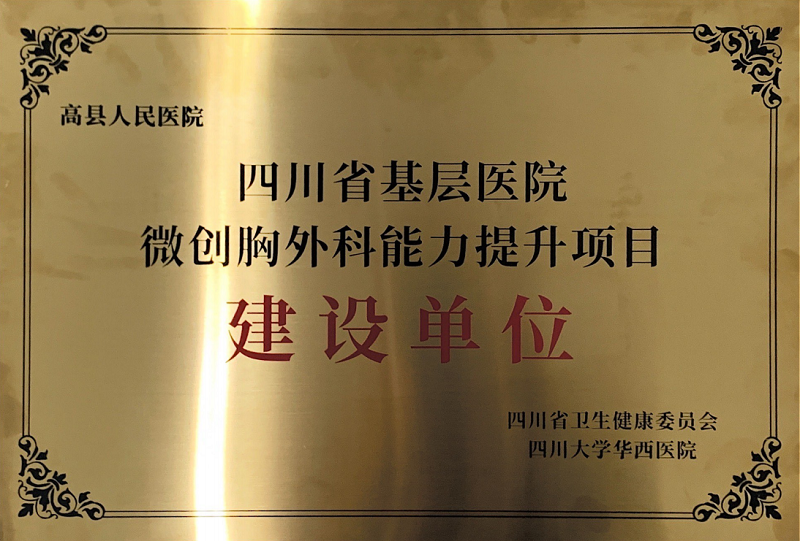 高县人民医院
四川省基层医院
微创胸外科能力提升项目
建设单位
四川省卫生健康委员会
四川大学华西医院